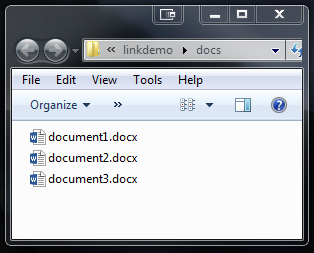 « linkdemo ▸ docs
File Edit View Tools Help
Organize »
document1.docx
document2.docx
document3.docx